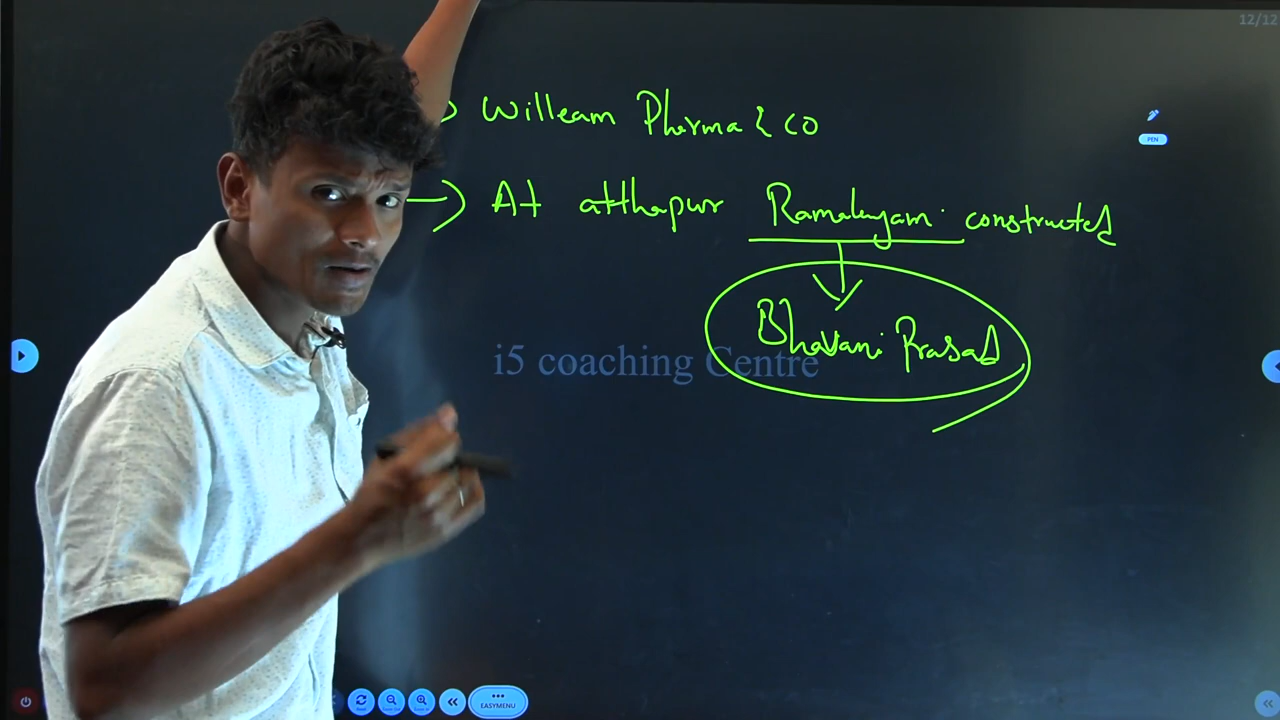 12/12
Willeam Pharma & CO
PEN
→ At atthapur Ramalayam constructed
Bhavani Prasad
i5 coaching Centre
EASYMENU